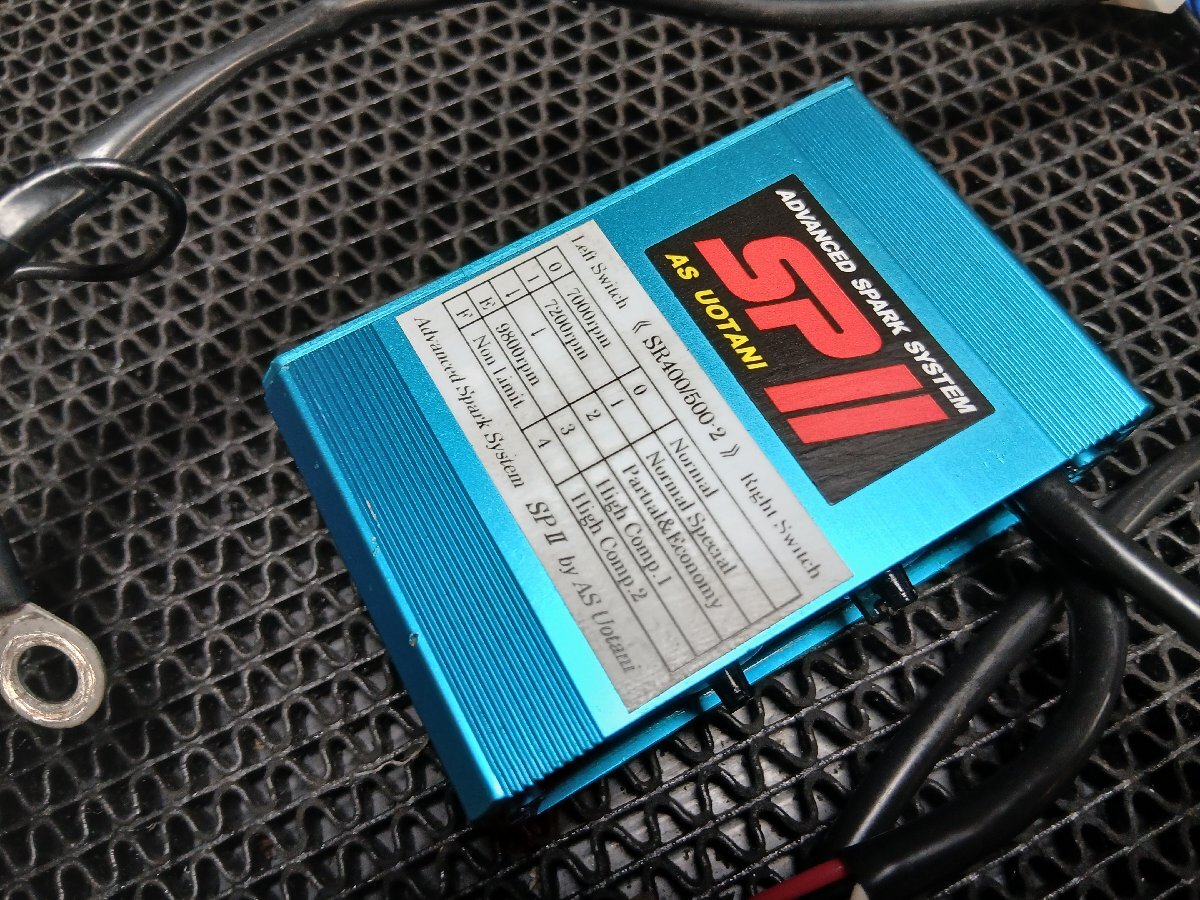 ADVANCED SPARK SYSTEM
SP II
AS UOTANI
Left Switch 《 SR400/500-2 》 Right Switch
0 7000rpm 0 Normal
1 7200rpm 1 Normal Special
↓ ↓ 2 Partial&Economy
E 9800rpm 3 High Comp.1
F Non Limit 4 High Comp.2
Advanced Spark System SP II by AS Uotani